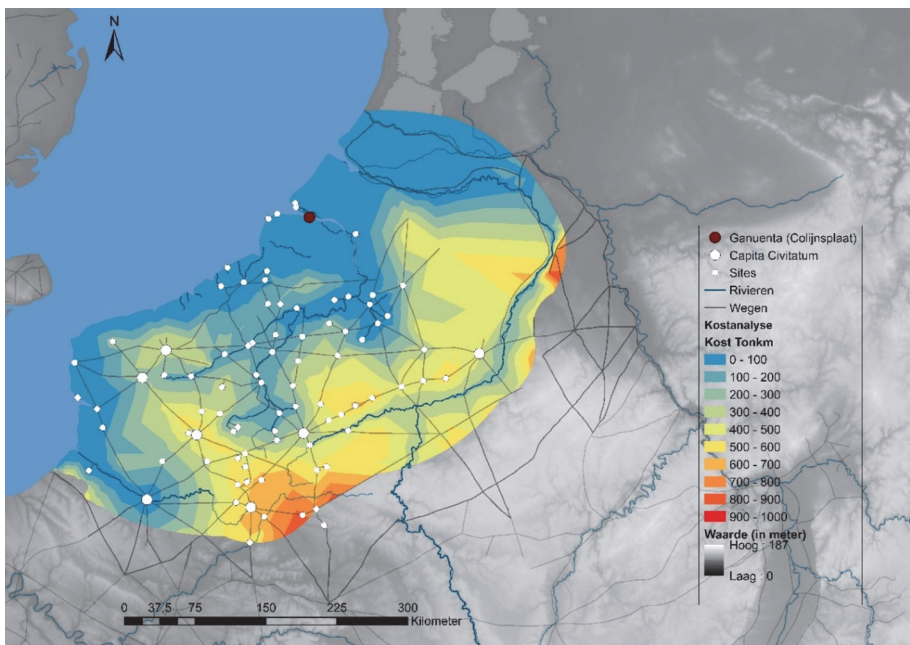 N
Ganuenta (Colijnsplaat)
Capita Civitatum
Sites
Rivieren
Wegen
Kostanalyse
Kost Tonkm
0 - 100
100 - 200
200 - 300
300 - 400
400 - 500
500 - 600
600 - 700
700 - 800
800 - 900
900 - 1000
Waarde (in meter)
Hoog : 187
Laag : 0
0 37,5 75 150 225 300
Kilometer